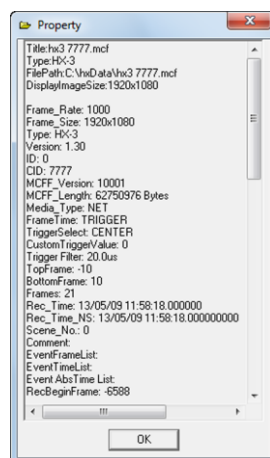 Property
Title:hx3 7777.mcf
Type:HX-3
FilePath:C:\hxData\hx3 7777.mcf
DisplayImageSize:1920x1080
Frame_Rate: 1000
Frame_Size: 1920x1080
Type: HX-3
Version: 1.30
ID: 0
CID: 7777
MCFF_Version: 10001
MCFF_Length: 62750976 Bytes
Media_Type: NET
FrameTime: TRIGGER
TriggerSelect: CENTER
CustomTriggerValue: 0
Trigger Filter: 20.0us
TopFrame: -10
BottomFrame: 10
Frames: 21
Rec_Time: 13/05/09 11:58:18.000000
Rec_Time_NS: 13/05/09 11:58:18.000000000
Scene_No.: 0
Comment:
EventFrameList:
EventTimeList:
Event AbsTime List:
RecBeginFrame: -6588
OK